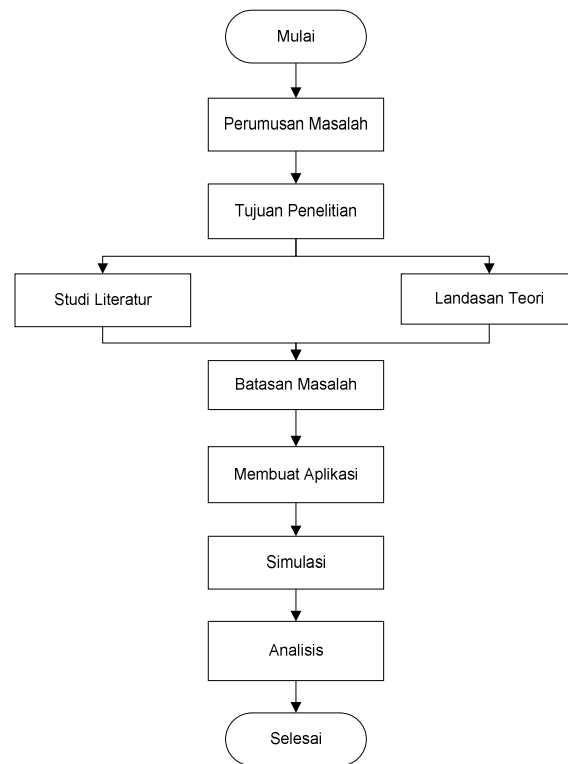 Mulai
Perumusan Masalah
Tujuan Penelitian
Studi Literatur
Landasan Teori
Batasan Masalah
Membuat Aplikasi
Simulasi
Analisis
Selesai